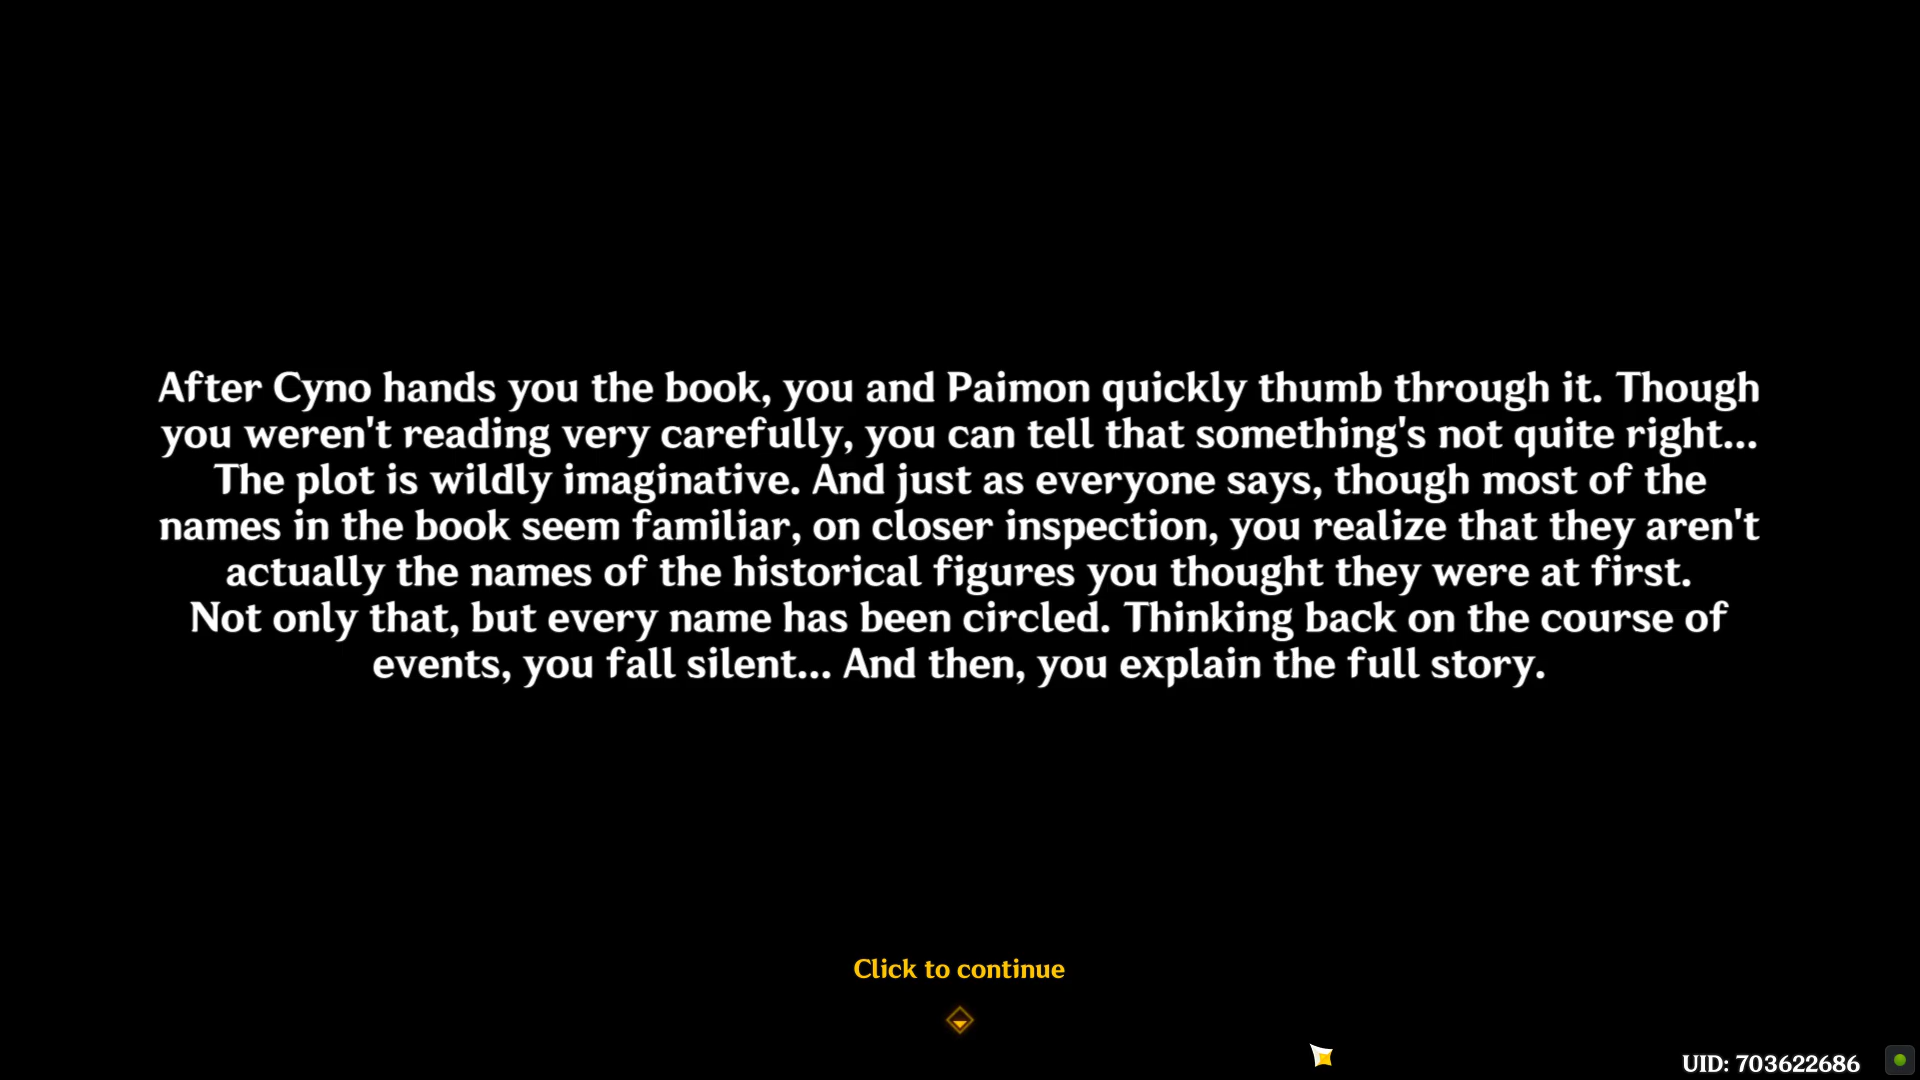 After Cyno hands you the book, you and Paimon quickly thumb through it. Though
you weren't reading very carefully, you can tell that something's not quite right...
The plot is wildly imaginative. And just as everyone says, though most of the
names in the book seem familiar, on closer inspection, you realize that they aren't
actually the names of the historical figures you thought they were at first.
Not only that, but every name has been circled. Thinking back on the course of
events, you fall silent... And then, you explain the full story.
Click to continue
UID: 703622686